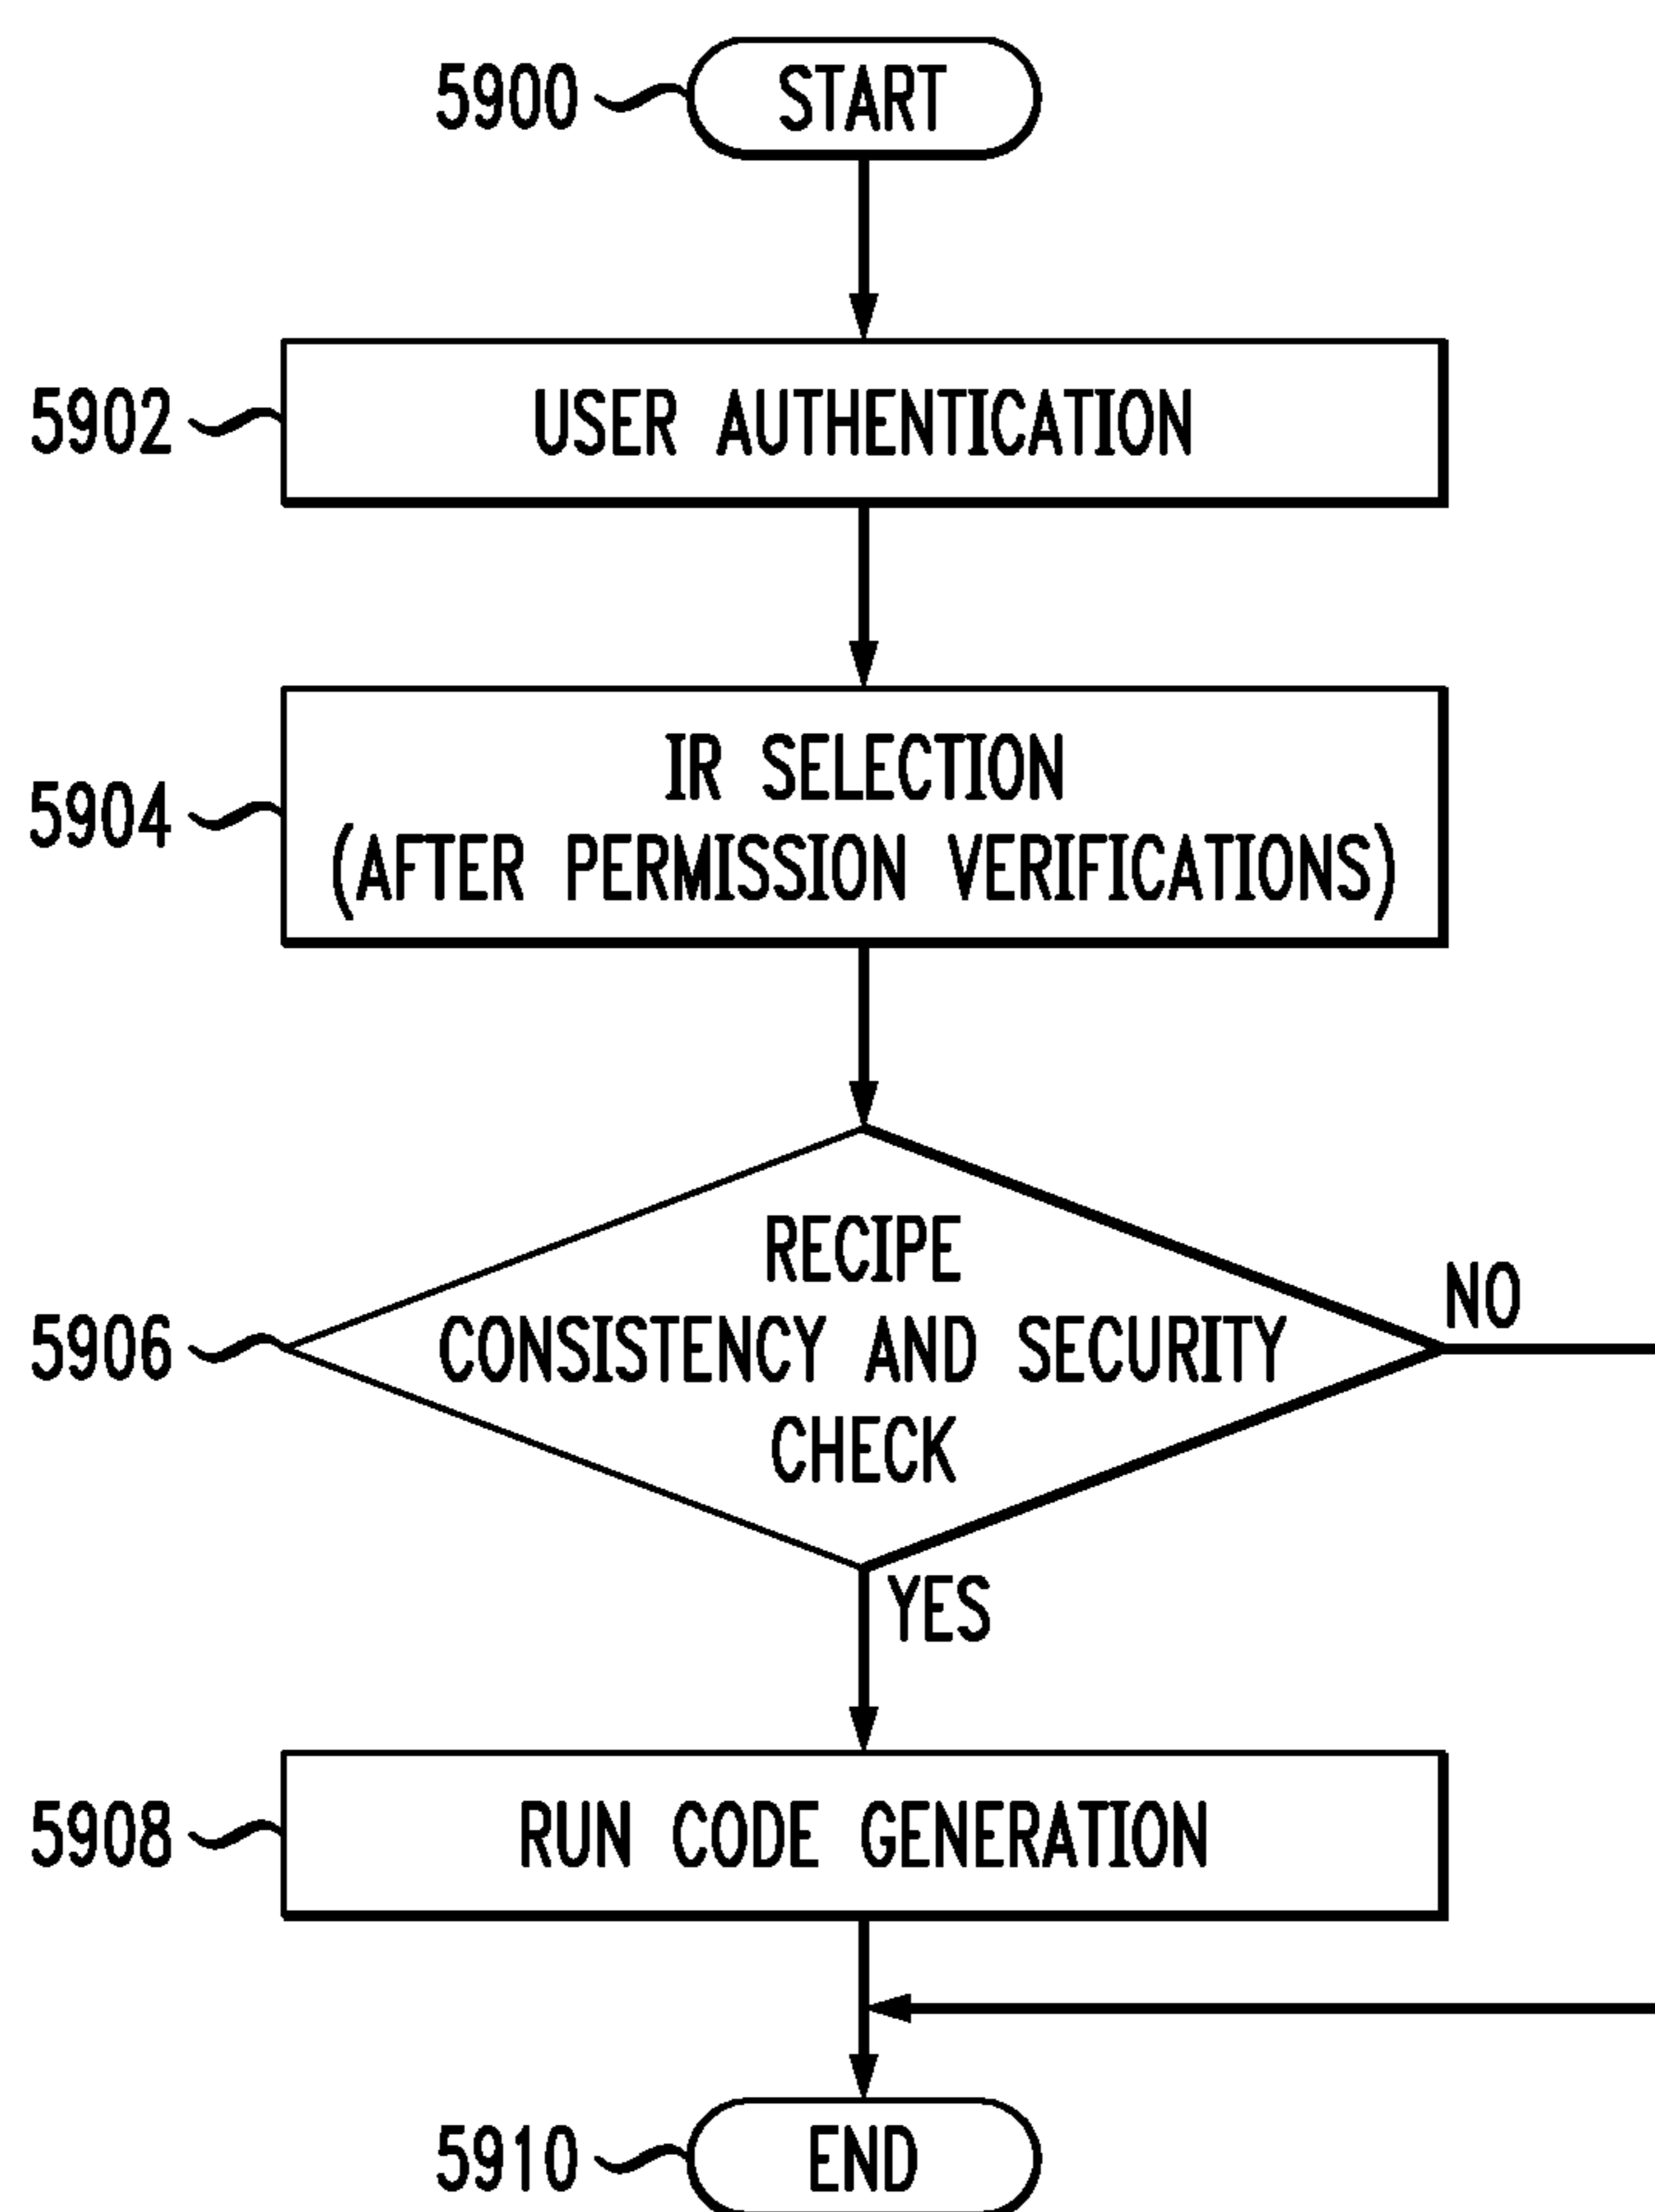 5900
START
5902
USER AUTHENTICATION
5904
IR SELECTION
(AFTER PERMISSION VERIFICATIONS)
5906
RECIPE
CONSISTENCY AND SECURITY
CHECK
NO
YES
5908
RUN CODE GENERATION
5910
END